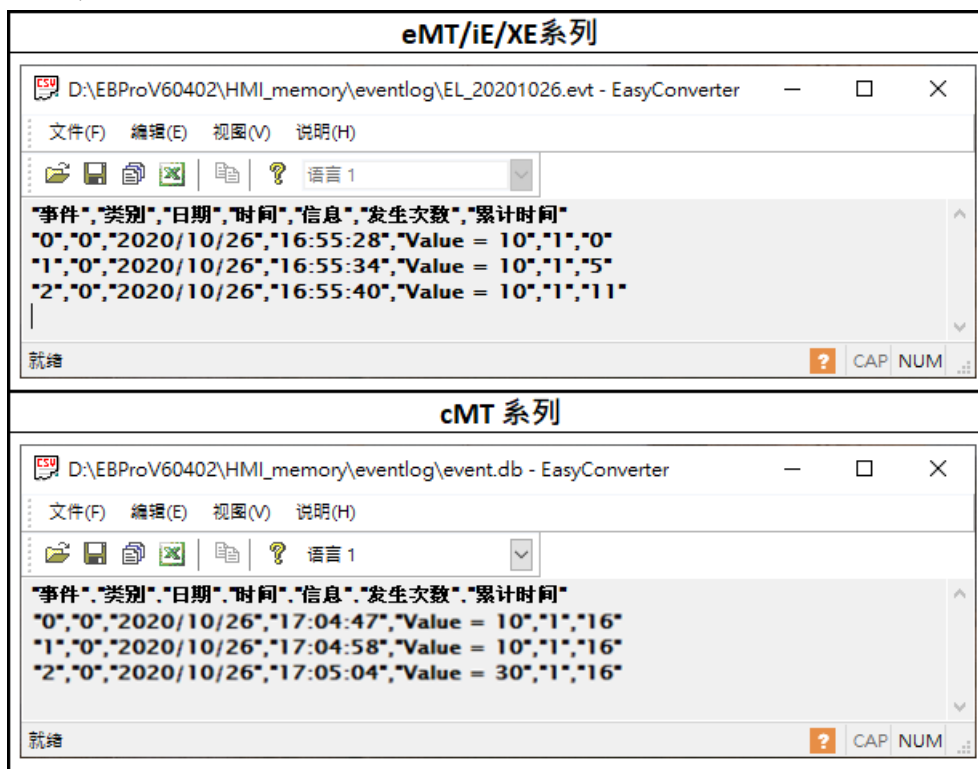 eMT/iE/XE系列
D:\EBProV60402\HMI_memory\eventlog\EL_20201026.evt - EasyConverter
文件(F) 编辑(E) 视图(V) 说明(H)
语言 1
"事件","类别","日期","时间","信息","发生次数","累计时间"
"0","0","2020/10/26","16:55:28","Value = 10","1","0"
"1","0","2020/10/26","16:55:34","Value = 10","1","5"
"2","0","2020/10/26","16:55:40","Value = 10","1","11"
就绪 ? CAP NUM
cMT 系列
D:\EBProV60402\HMI_memory\eventlog\event.db - EasyConverter
文件(F) 编辑(E) 视图(V) 说明(H)
语言 1
"事件","类别","日期","时间","信息","发生次数","累计时间"
"0","0","2020/10/26","17:04:47","Value = 10","1","16"
"1","0","2020/10/26","17:04:58","Value = 10","1","16"
"2","0","2020/10/26","17:05:04","Value = 30","1","16"
就绪 ? CAP NUM